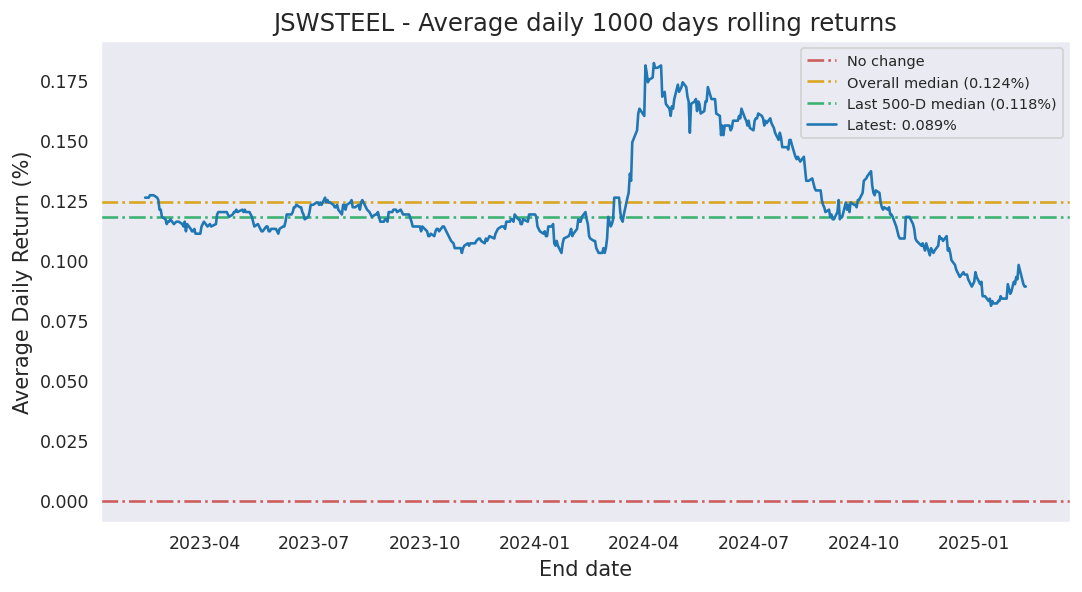 JSWSTEEL - Average daily 1000 days rolling returns
No change
Overall median (0.124%)
Last 500-D median (0.118%)
Latest: 0.089%
Average Daily Return (%)
0.175
0.150
0.125
0.100
0.075
0.050
0.025
0.000
2023-04 2023-07 2023-10 2024-01 2024-04 2024-07 2024-10 2025-01
End date